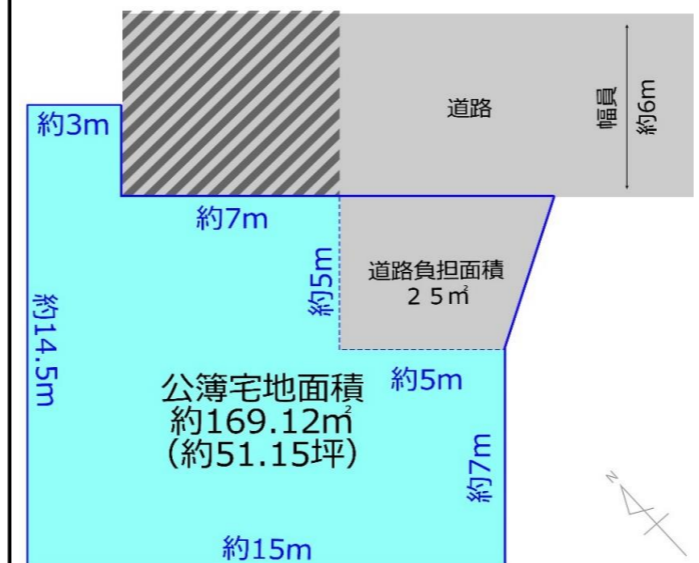 道路
幅員
約6m
約3m
約7m
約5m
道路負担面積
25㎡
約14.5m
約5m
公簿宅地面積
約169.12㎡
(約51.15坪)
約7m
約15m
N